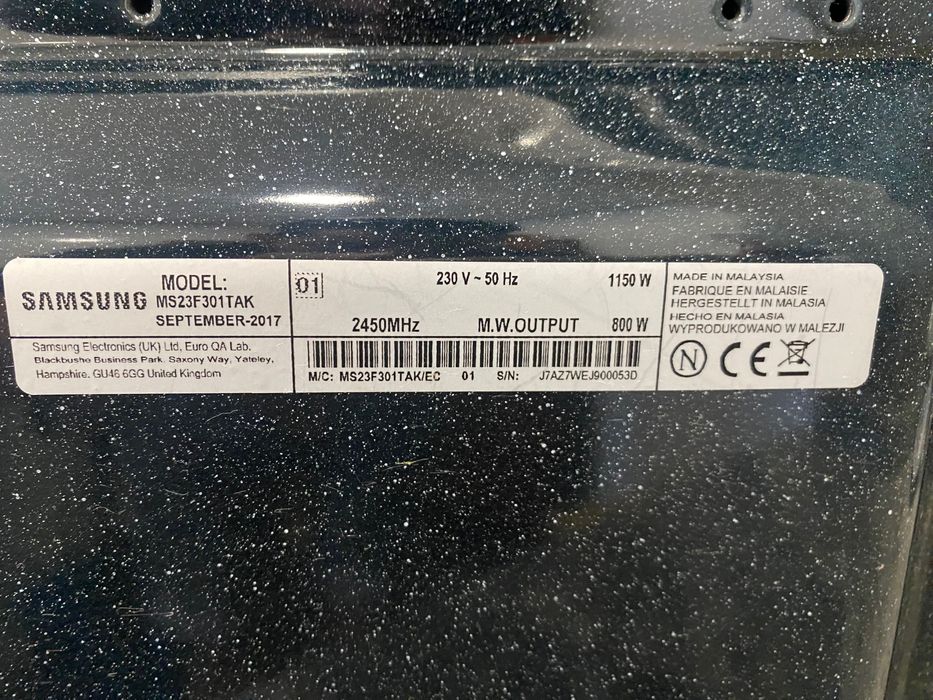 SAMSUNG
MODEL:
MS23F301TAK
SEPTEMBER-2017
Samsung Electronics (UK) Ltd, Euro QA Lab.
Blackbushe Business Park. Saxony Way, Yateley,
Hampshire. GU46 6GG United Kingdom
01
230 V ~ 50 Hz 1150 W
2450MHz M.W.OUTPUT 800 W
M/C: MS23F301TAK/EC 01 S/N: J7AZ7WEJ900053D
MADE IN MALAYSIA
FABRIQUE EN MALAISIE
HERGESTELLT IN MALASIA
HECHO EN MALASIA
WYPRODUKOWANO W MALEZJI
N CE